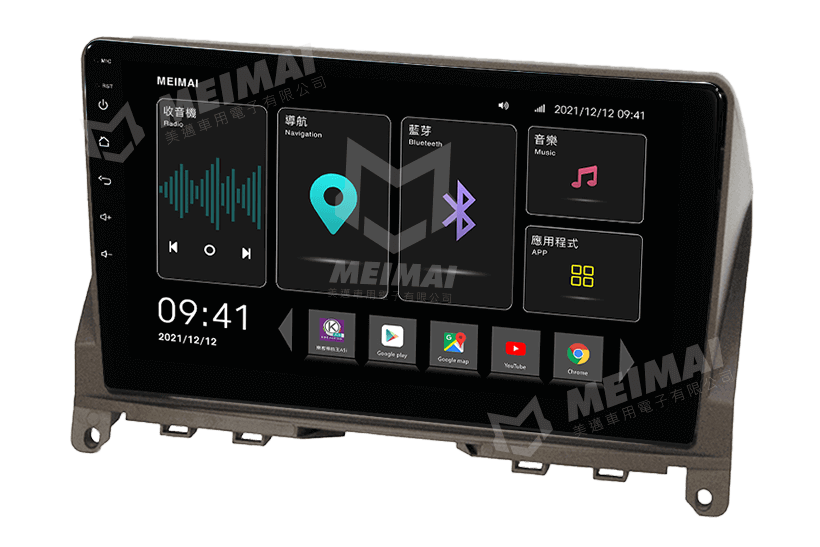 MIC
RST
MEIMAI
2021/12/12 09:41
收音機
Radio
導航
Navigation
藍芽
Blueteeth
音樂
Music
應用程式
APP
09:41
2021/12/12
Google play
Google map
YouTube
Chrome
MEIMAI
美邁車用電子有限公司
MEIMAI
美邁車用電子有限公司
MEIMAI
美邁車用電子有限公司